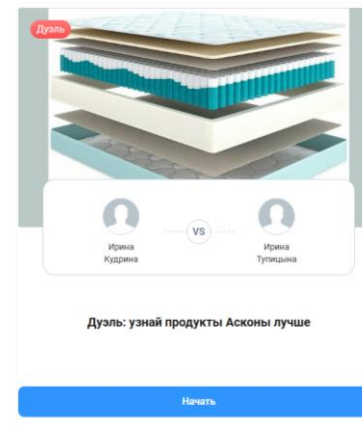 Дуэль
VS
Ирина
Кудрина
Ирина
Тупицына
Дуэль: узнай продукты Асконы лучше
Начать